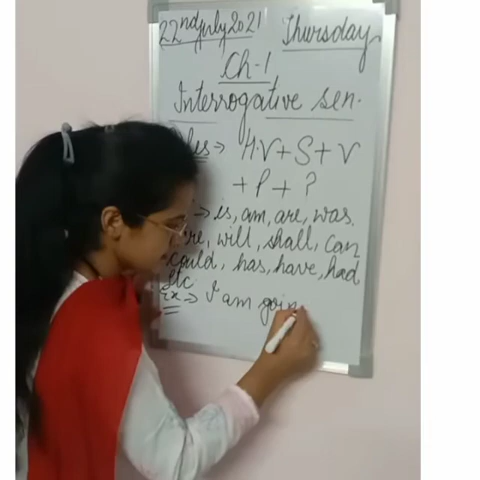 22nd July 2021 Thursday
Ch-1
Interrogative sen.
→ H.V + S + V
+ P + ?
→ is, am, are, was.
will, shall, can
could, has, have, had
Etc
Ex → I am goin